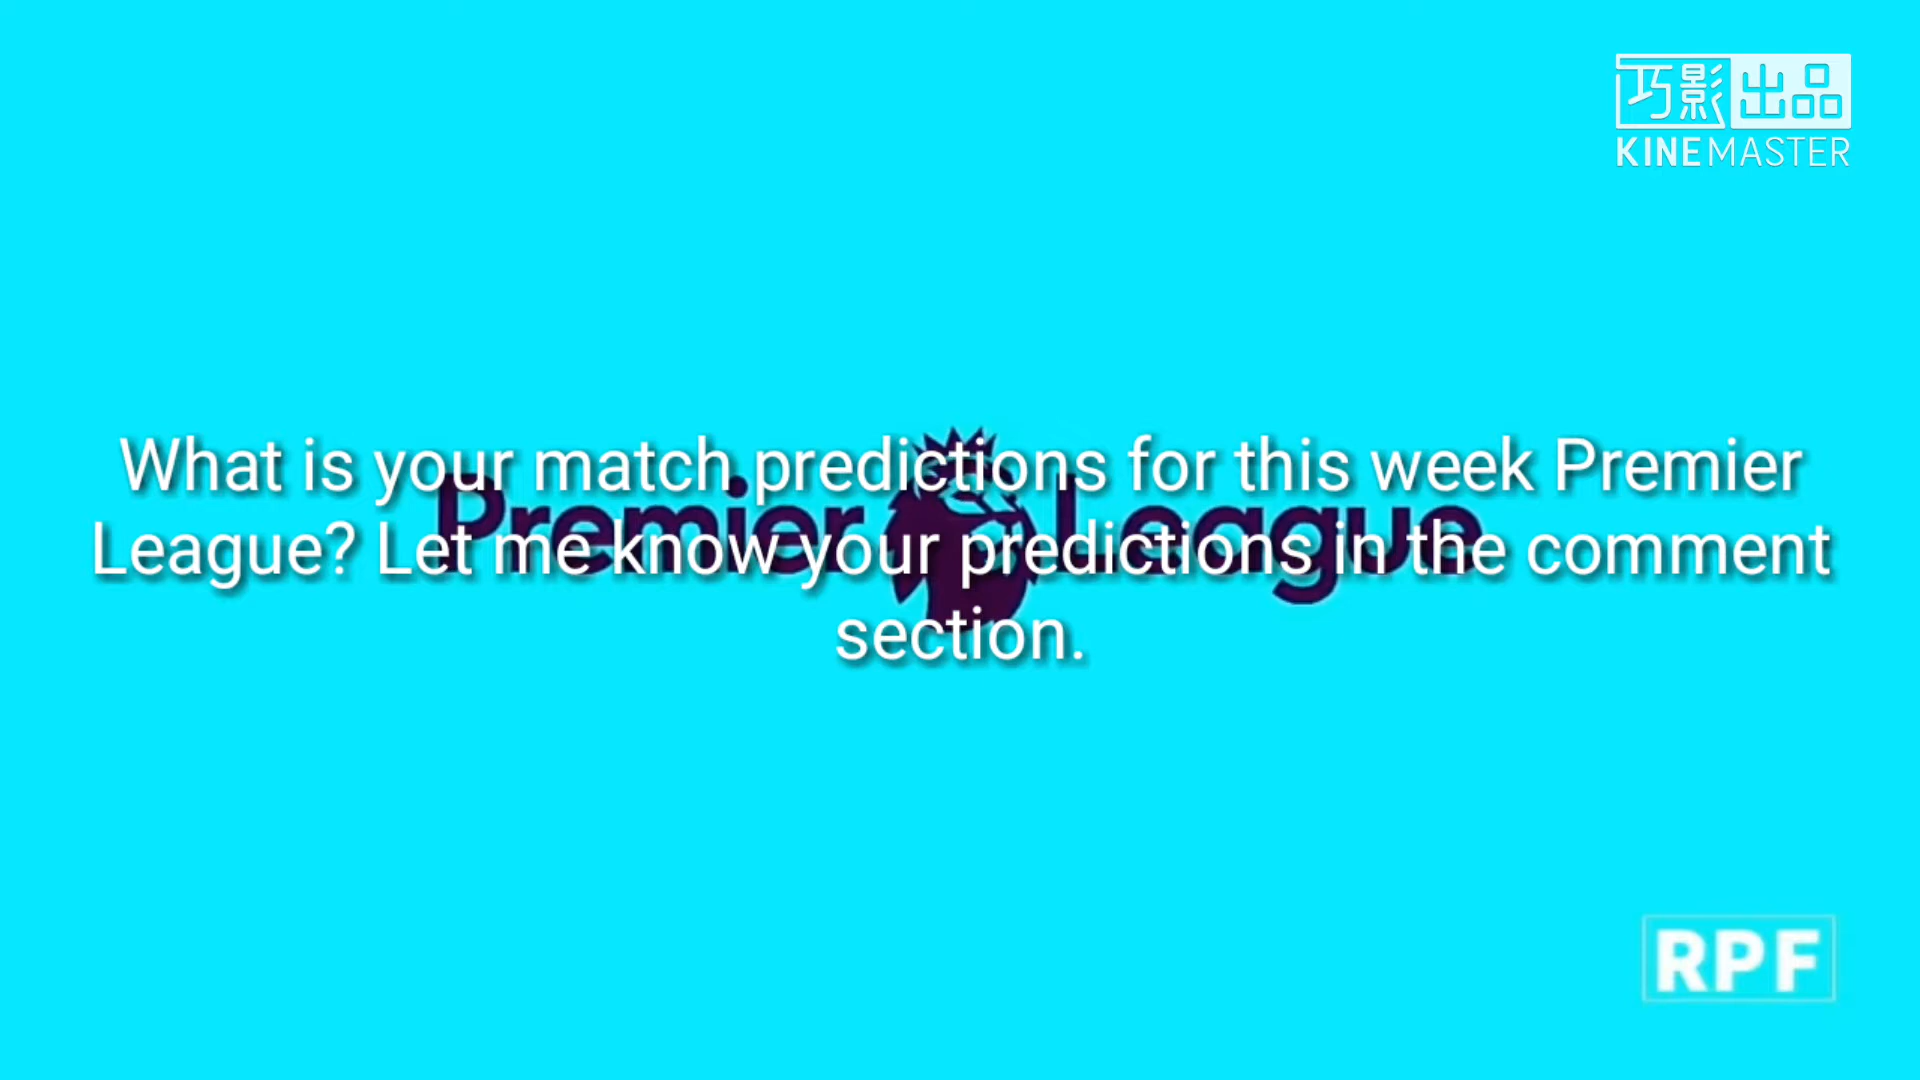 巧影出品
KINEMASTER
What is your match predictions for this week Premier
League? Let me know your predictions in the comment
section.
Premier League
RPF